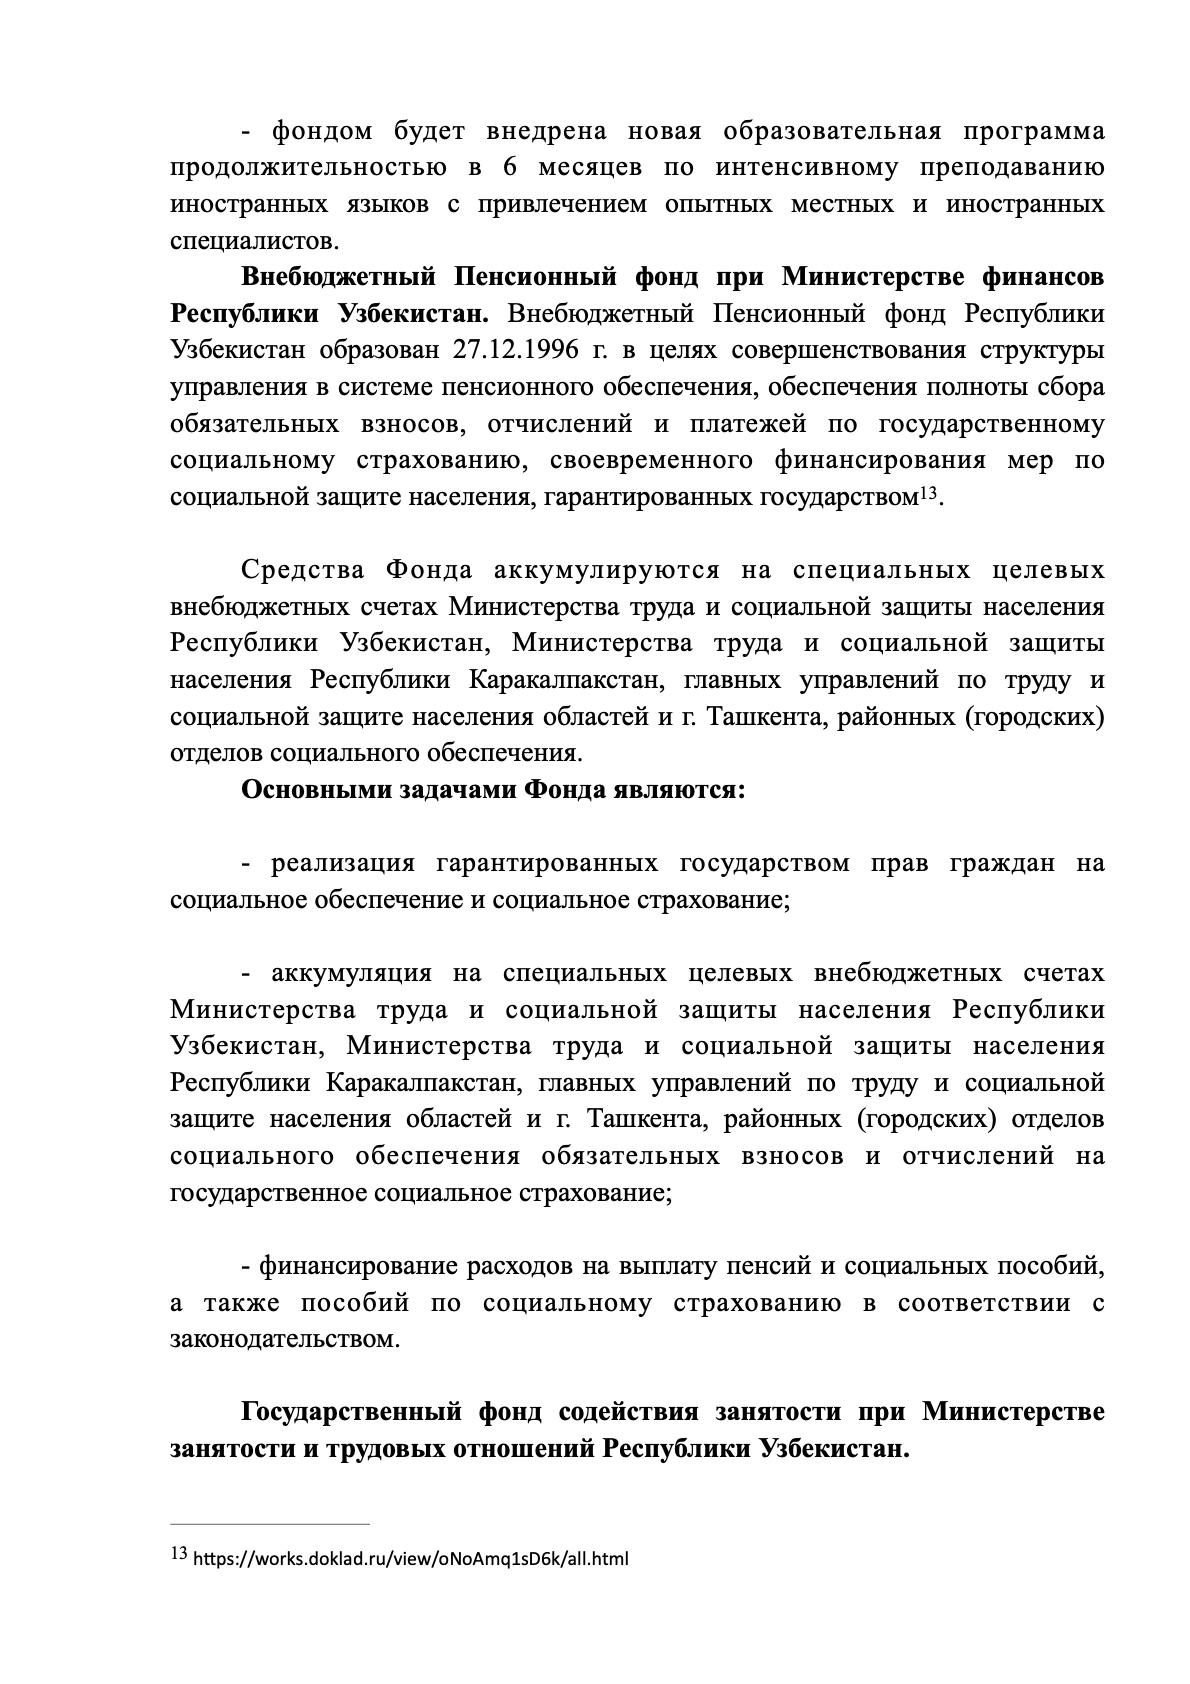 - фондом будет внедрена новая образовательная программа
продолжительностью в 6 месяцев по интенсивному преподаванию
иностранных языков с привлечением опытных местных и иностранных
специалистов.
Внебюджетный Пенсионный фонд при Министерстве финансов
Республики Узбекистан. Внебюджетный Пенсионный фонд Республики
Узбекистан образован 27.12.1996 г. в целях совершенствования структуры
управления в системе пенсионного обеспечения, обеспечения полноты сбора
обязательных взносов, отчислений и платежей по государственному
социальному страхованию, своевременного финансирования мер по
социальной защите населения, гарантированных государством13.
Средства Фонда аккумулируются на специальных целевых
внебюджетных счетах Министерства труда и социальной защиты населения
Республики Узбекистан, Министерства труда и социальной защиты
населения Республики Каракалпакстан, главных управлений по труду и
социальной защите населения областей и г. Ташкента, районных (городских)
отделов социального обеспечения.
Основными задачами Фонда являются:
- реализация гарантированных государством прав граждан на
социальное обеспечение и социальное страхование;
- аккумуляция на специальных целевых внебюджетных счетах
Министерства труда и социальной защиты населения Республики
Узбекистан, Министерства труда и социальной защиты населения
Республики Каракалпакстан, главных управлений по труду и социальной
защите населения областей и г. Ташкента, районных (городских) отделов
социального обеспечения обязательных взносов и отчислений на
государственное социальное страхование;
- финансирование расходов на выплату пенсий и социальных пособий,
а также пособий по социальному страхованию в соответствии с
законодательством.
Государственный фонд содействия занятости при Министерстве
занятости и трудовых отношений Республики Узбекистан.
13 https://works.doklad.ru/view/oNoAmq1sD6k/all.html